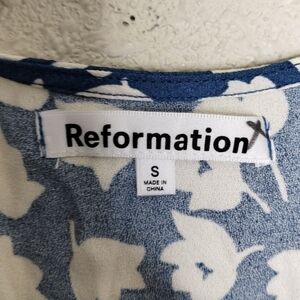 Reformation
S
MADE IN
CHINA